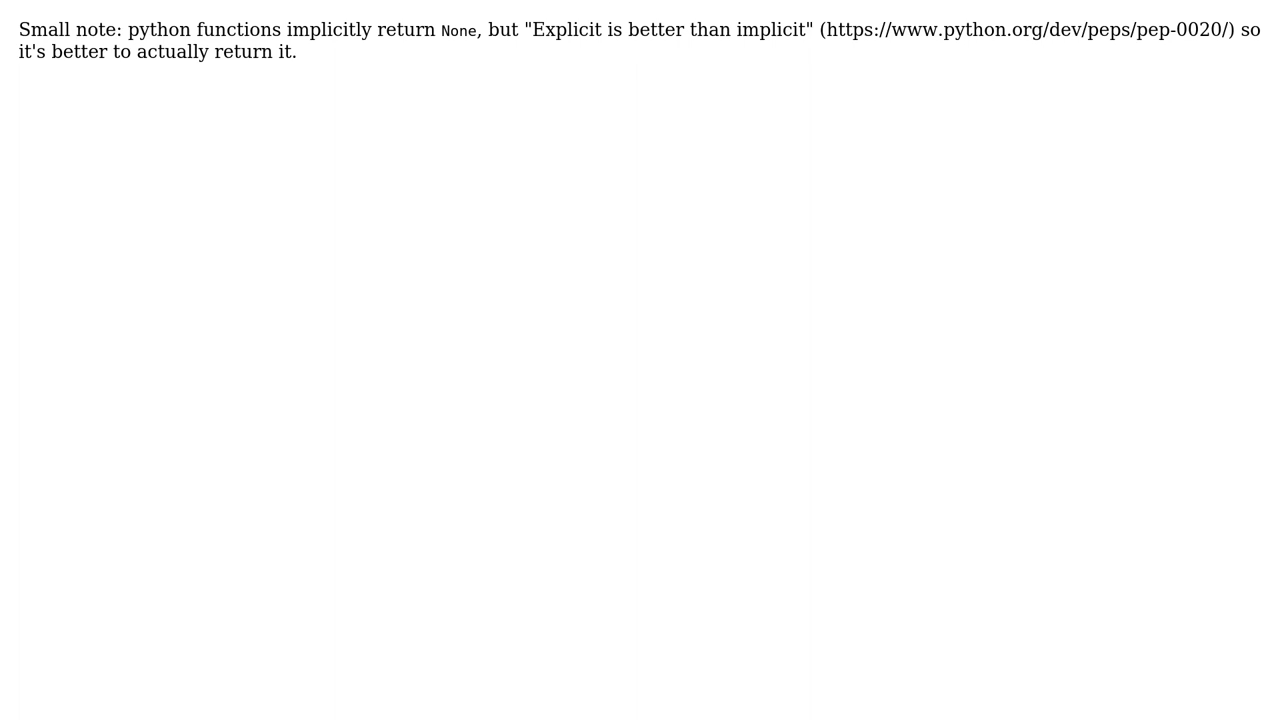 Small note: python functions implicitly return None, but "Explicit is better than implicit" (https://www.python.org/dev/peps/pep-0020/) so
it's better to actually return it.